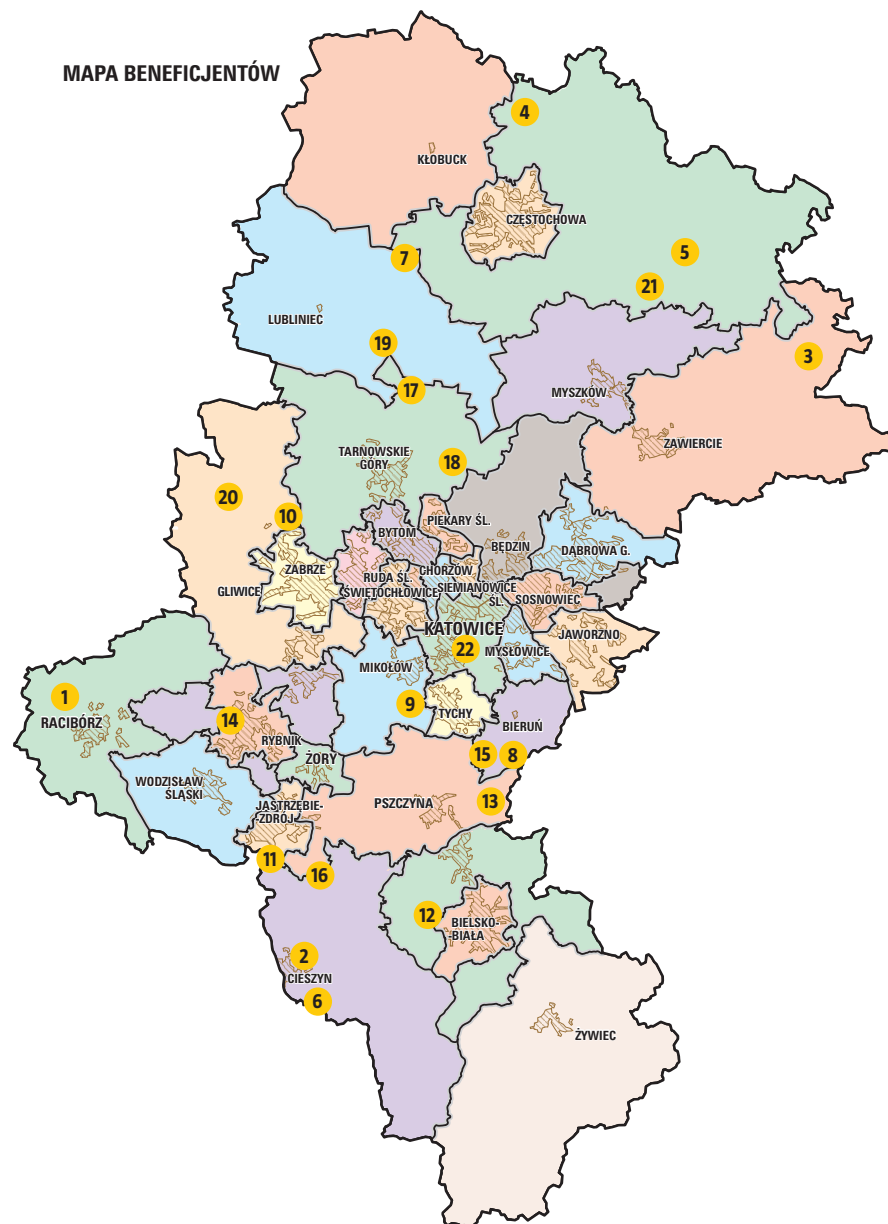 MAPA BENEFICJENTÓW
4
KŁOBUCK
CZĘSTOCHOWA
7
5
21
LUBLINIEC
19
3
17
MYSZKÓW
ZAWIERCIE
TARNOWSKIE
GÓRY
18
20
10
PIEKARY ŚL.
BYTOM
BĘDZIN
DĄBROWA G.
ZABRZE
CHORZÓW
GLIWICE
RUDA ŚL.
SIEMIANOWICE
ŚL.
ŚWIĘTOCHŁOWICE
SOSNOWIEC
KATOWICE
JAWORZNO
22
MYSŁOWICE
MIKOŁÓW
1
9
RACIBÓRZ
14
TYCHY
BIERUŃ
RYBNIK
15
8
ŻORY
WODZISŁAW
ŚLĄSKI
JASTRZĘBIE-
ZDRÓJ
PSZCZYNA
13
11
16
12
BIELSKO-
BIAŁA
2
CIESZYN
6
ŻYWIEC